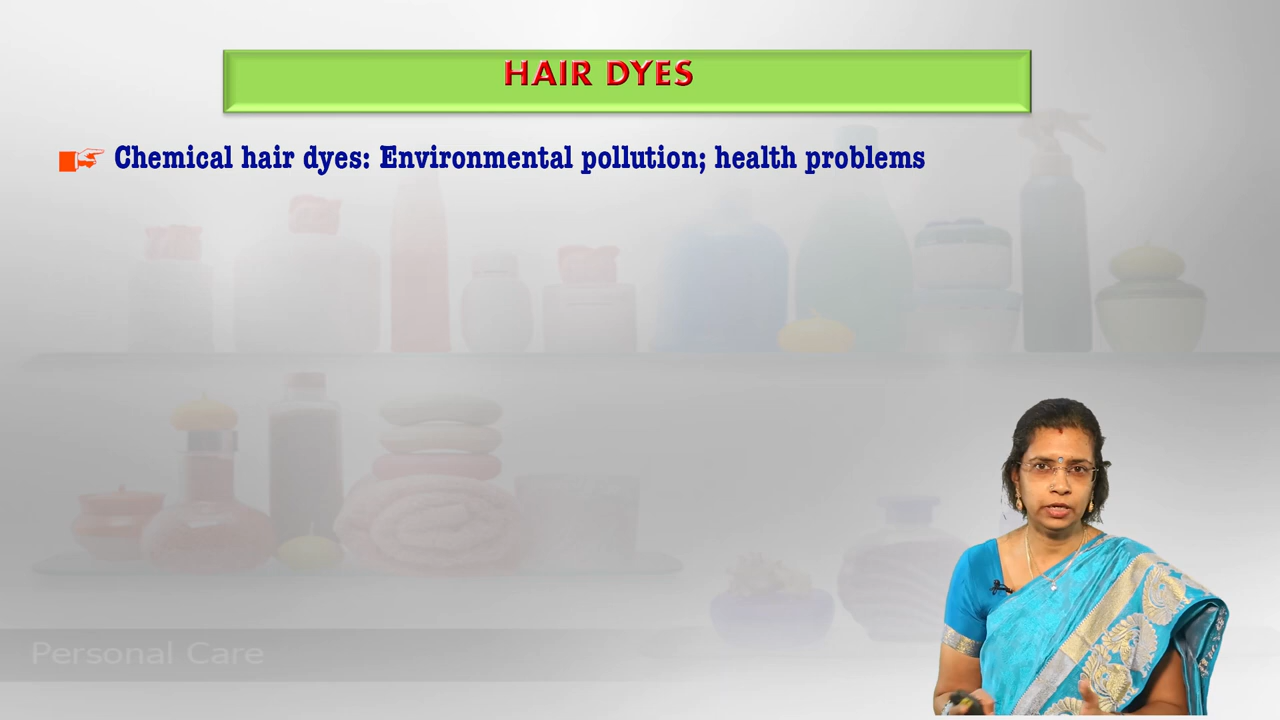 HAIR DYES
Chemical hair dyes: Environmental pollution; health problems
Personal Care